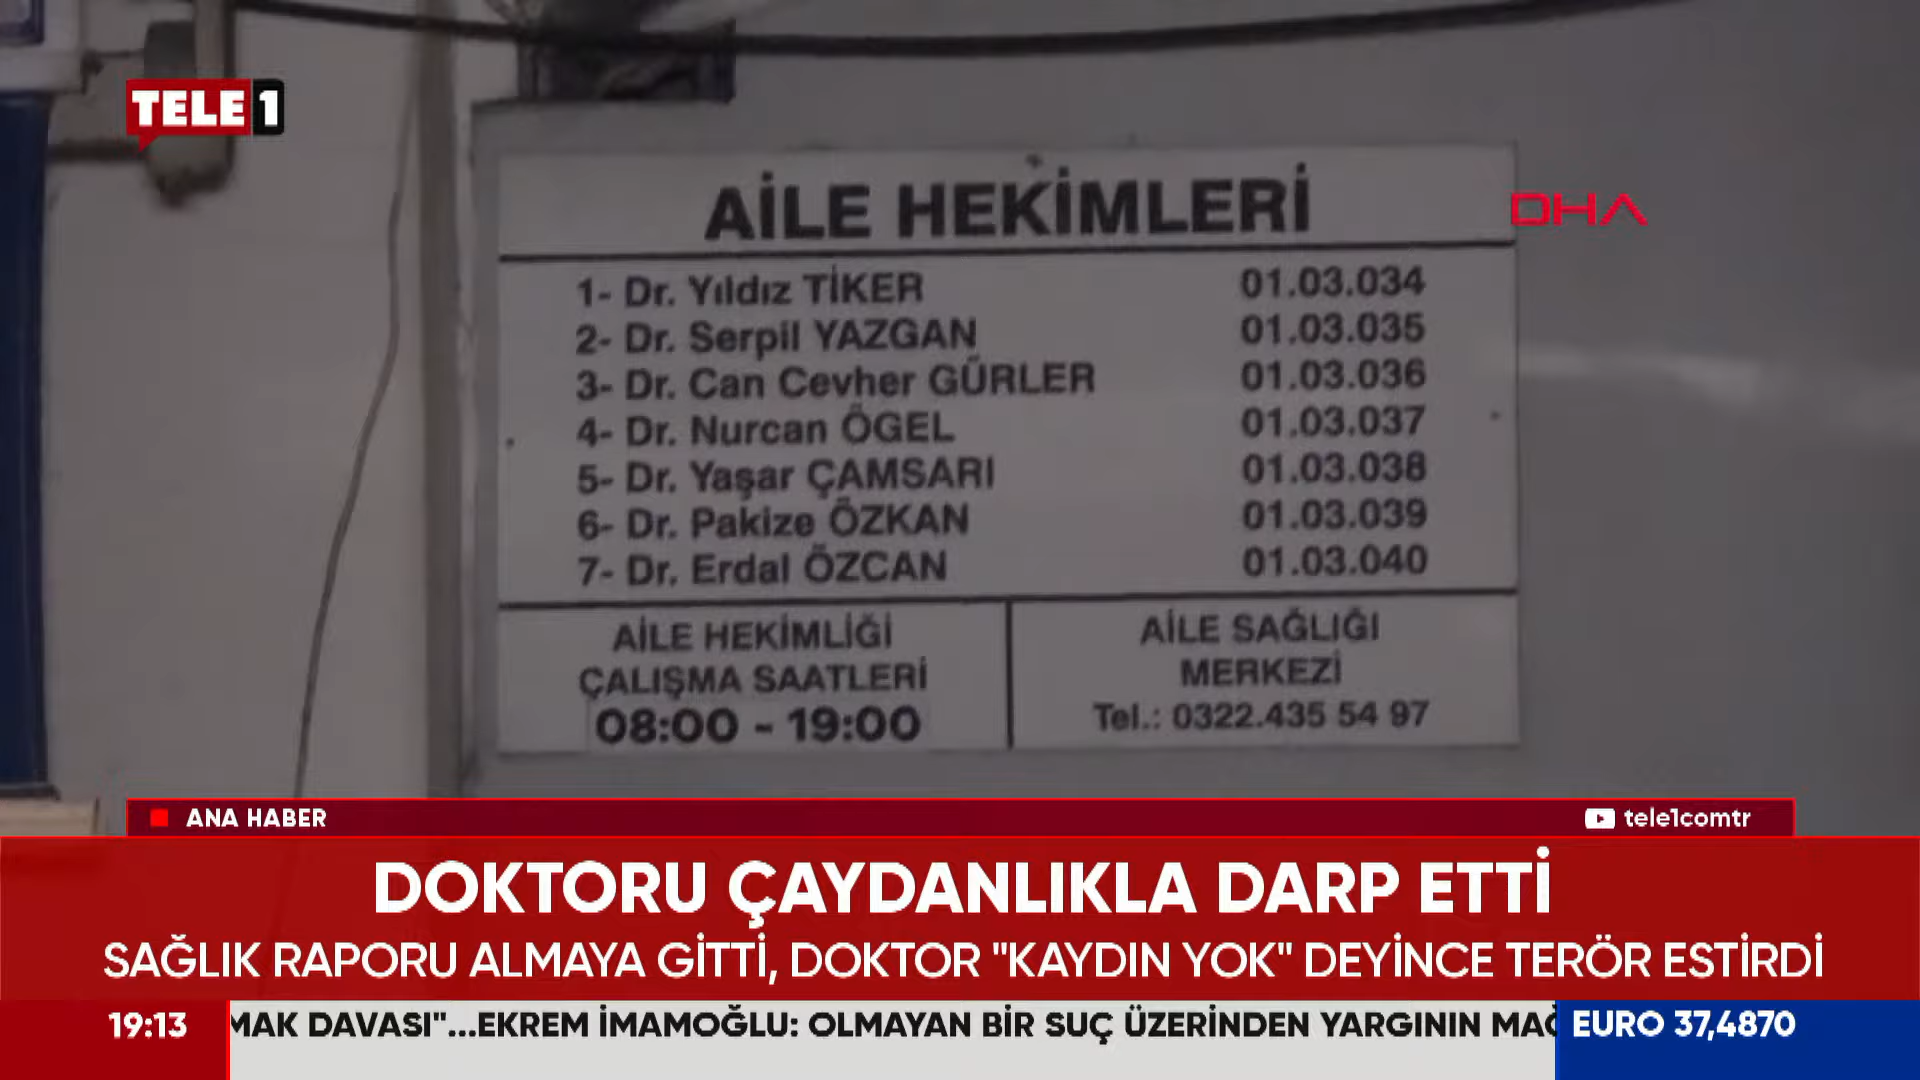 TELE1
AİLE HEKİMLERİ
DHA
1- Dr. Yıldız TİKER 01.03.034
2- Dr. Serpil YAZGAN 01.03.035
3- Dr. Can Cevher GÜRLER 01.03.036
4- Dr. Nurcan ÖGEL 01.03.037
5- Dr. Yaşar ÇAMSARI 01.03.038
6- Dr. Pakize ÖZKAN 01.03.039
7- Dr. Erdal ÖZCAN 01.03.040
AİLE HEKİMLİĞİ
ÇALIŞMA SAATLERİ
08:00 - 19:00
AİLE SAĞLIĞI
MERKEZİ
Tel.: 0322.435 54 97
ANA HABER
tele1comtr
DOKTORU ÇAYDANLIKLA DARP ETTİ
SAĞLIK RAPORU ALMAYA GİTTİ, DOKTOR "KAYDIN YOK" DEYİNCE TERÖR ESTİRDİ
19:13
MAK DAVASI"...EKREM İMAMOĞLU: OLMAYAN BİR SUÇ ÜZERİNDEN YARGININ MAĞ
EURO 37,4870